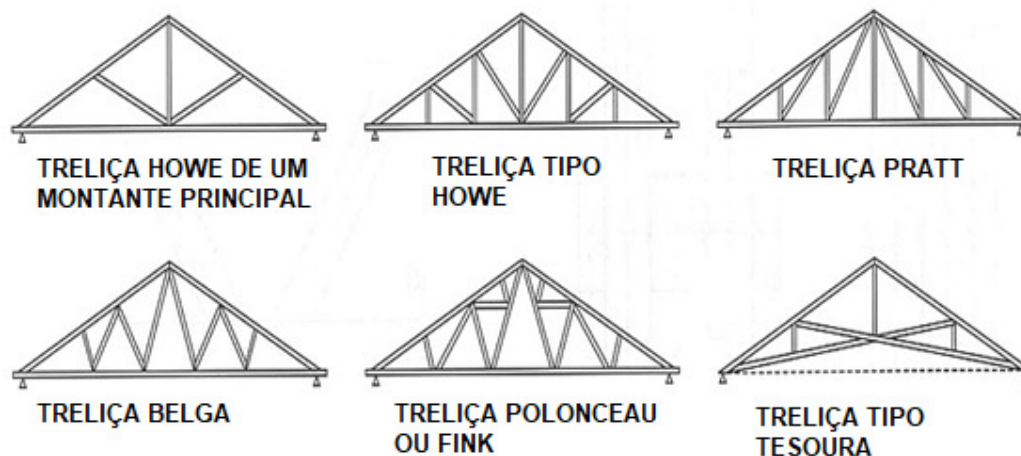 TRELIÇA HOWE DE UM
MONTANTE PRINCIPAL
TRELIÇA TIPO
HOWE
TRELIÇA PRATT
TRELIÇA BELGA
TRELIÇA POLONCEAU
OU FINK
TRELIÇA TIPO
TESOURA